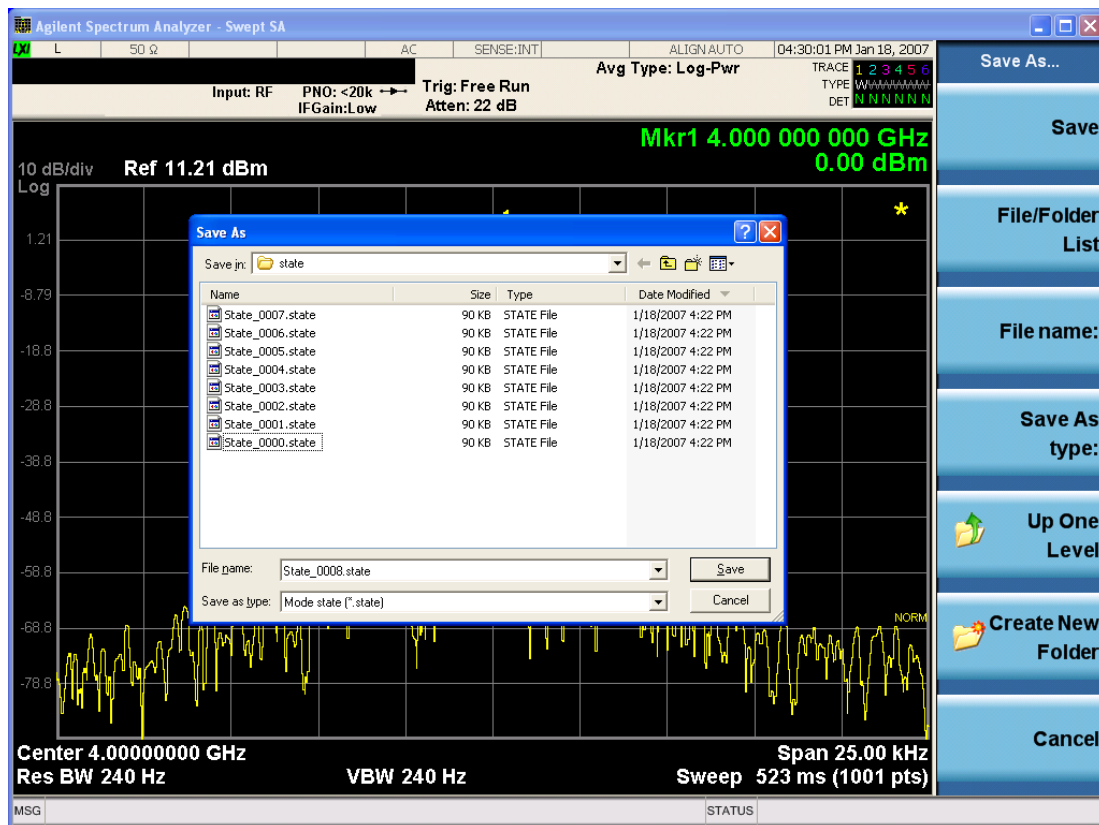 Agilent Spectrum Analyzer - Swept SA
LXI L 50 Ω AC SENSE:INT ALIGN AUTO 04:30:01 PM Jan 18, 2007
Input: RF PNO: <20k IFGain:Low
Trig: Free Run
Atten: 22 dB
Avg Type: Log-Pwr
TRACE 1 2 3 4 5 6
TYPE WWWWWW
DET N N N N N N
Mkr1 4.000 000 000 GHz
0.00 dBm
10 dB/div Ref 11.21 dBm
Log
1.21
-8.79
-18.8
-28.8
-38.8
-48.8
-58.8
-68.8
-78.8
NORM
Save As
Save in: state
Name Size Type Date Modified
State_0007.state 90 KB STATE File 1/18/2007 4:22 PM
State_0006.state 90 KB STATE File 1/18/2007 4:22 PM
State_0005.state 90 KB STATE File 1/18/2007 4:22 PM
State_0004.state 90 KB STATE File 1/18/2007 4:22 PM
State_0003.state 90 KB STATE File 1/18/2007 4:22 PM
State_0002.state 90 KB STATE File 1/18/2007 4:22 PM
State_0001.state 90 KB STATE File 1/18/2007 4:22 PM
State_0000.state 90 KB STATE File 1/18/2007 4:22 PM
File name: State_0008.state Save
Save as type: Mode state (*.state) Cancel
Center 4.00000000 GHz Span 25.00 kHz
Res BW 240 Hz VBW 240 Hz Sweep 523 ms (1001 pts)
MSG STATUS
Save As...
Save
File/Folder
List
File name:
Save As
type:
Up One
Level
Create New
Folder
Cancel